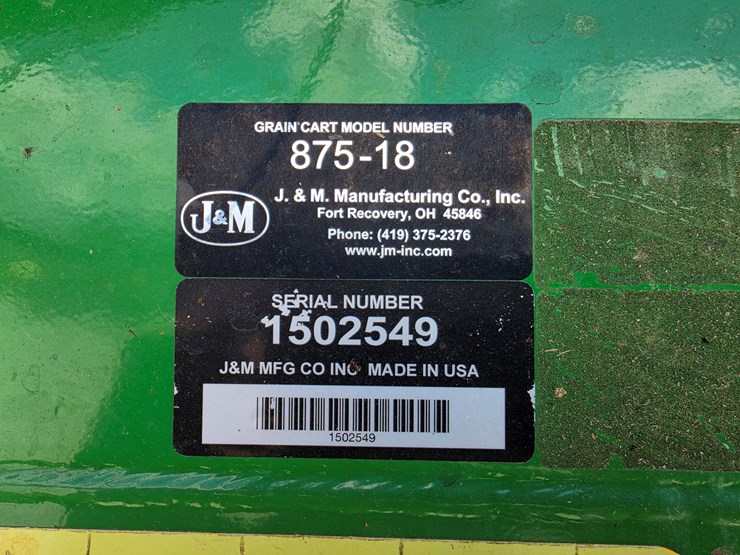 GRAIN CART MODEL NUMBER
875-18
J&M
J. & M. Manufacturing Co., Inc.
Fort Recovery, OH 45846
Phone: (419) 375-2376
www.jm-inc.com
SERIAL NUMBER
1502549
J&M MFG CO INC MADE IN USA
1502549